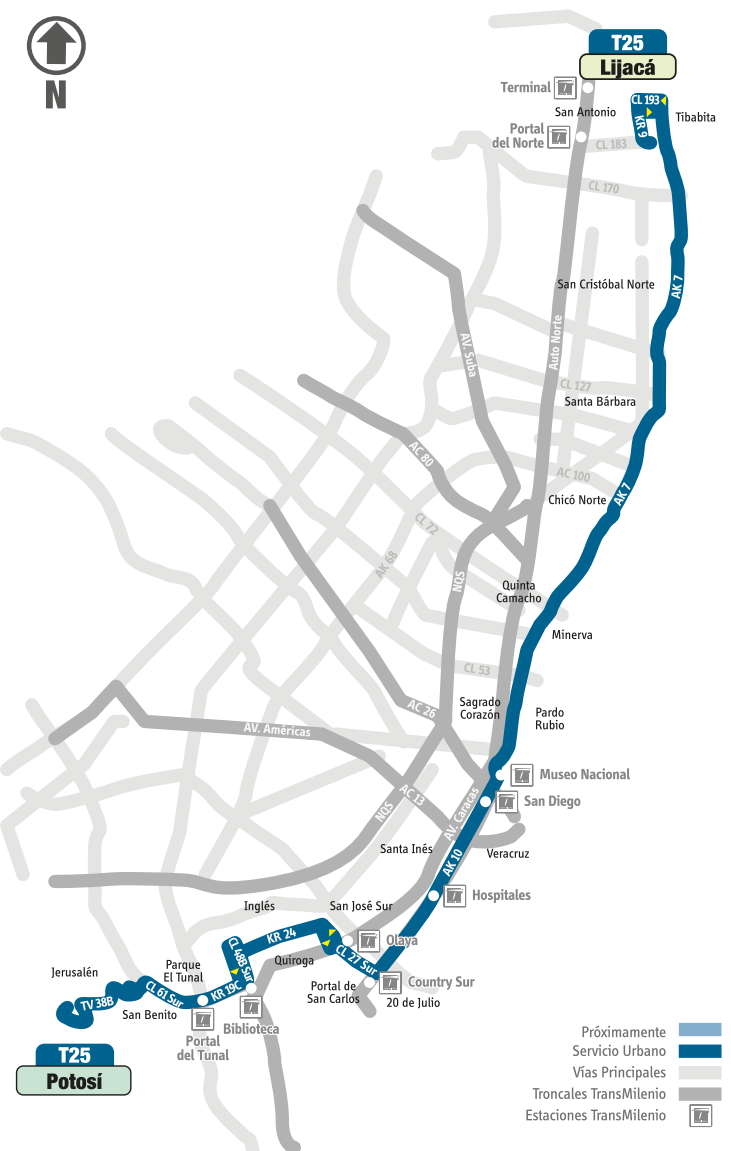 N
T25
Lijacá
Terminal
San Antonio
CL 193
Tibabita
KR 9
Portal
del Norte
CL 183
CL 170
San Cristóbal Norte
AK 7
Auto Norte
AV. Suba
CL 127
Santa Bárbara
AC 80
AC 100
AK 7
Chicó Norte
CL 72
AK 68
NQS
Quinta
Camacho
Minerva
CL 53
Sagrado
Corazón
AC 26
Pardo
Rubio
AV. Américas
Museo Nacional
AC 13
San Diego
NQS
AV. Caracas
Santa Inés
AK 10
Veracruz
Hospitales
Inglés
San José Sur
KR 24
Olaya
CL 48B Sur
CL 27 Sur
Quiroga
Jerusalén
Parque
El Tunal
Portal de
San Carlos
Country Sur
20 de Julio
TV 38B
CL 61 Sur
KR 19C
San Benito
Biblioteca
Portal
del Tunal
T25
Potosí
Próximamente
Servicio Urbano
Vías Principales
Troncales TransMilenio
Estaciones TransMilenio